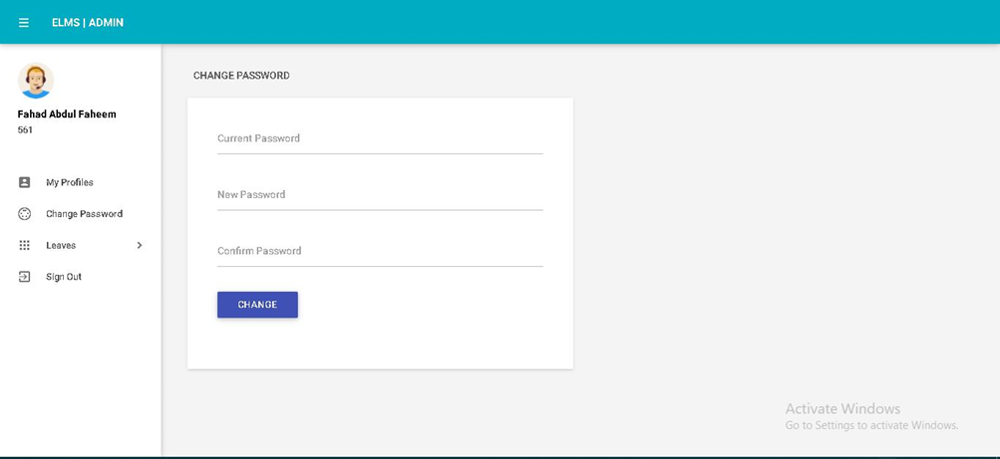 ELMS | ADMIN
Fahad Abdul Faheem
561
My Profiles
Change Password
Leaves
Sign Out
CHANGE PASSWORD
Current Password
New Password
Confirm Password
CHANGE
Activate Windows
Go to Settings to activate Windows.